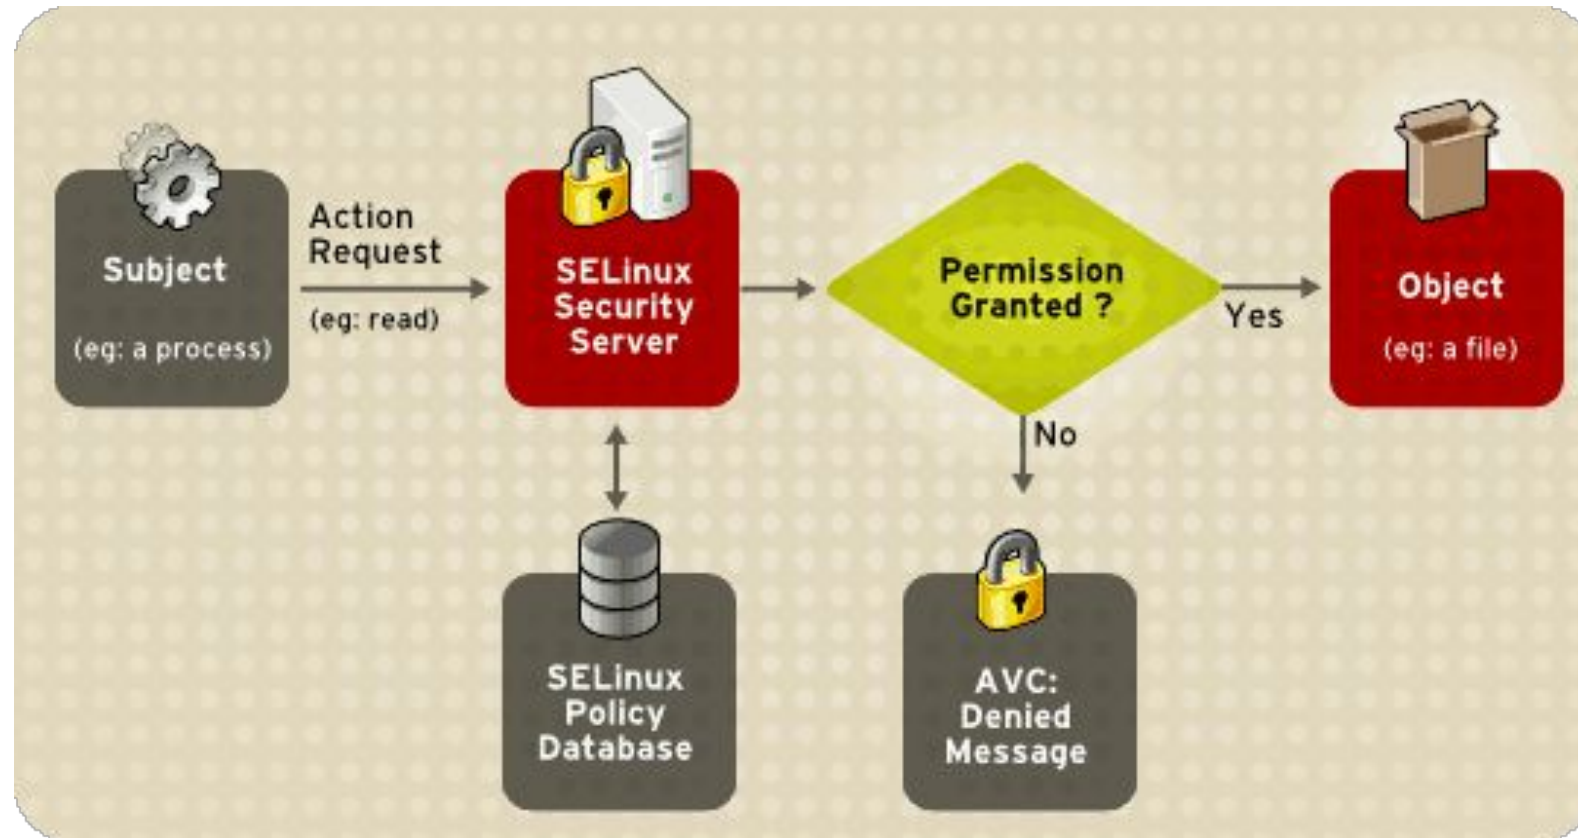 Subject
(eg: a process)
Action
Request
(eg: read)
SELinux
Security
Server
Permission
Granted ?
Yes
Object
(eg: a file)
No
SELinux
Policy
Database
AVC:
Denied
Message